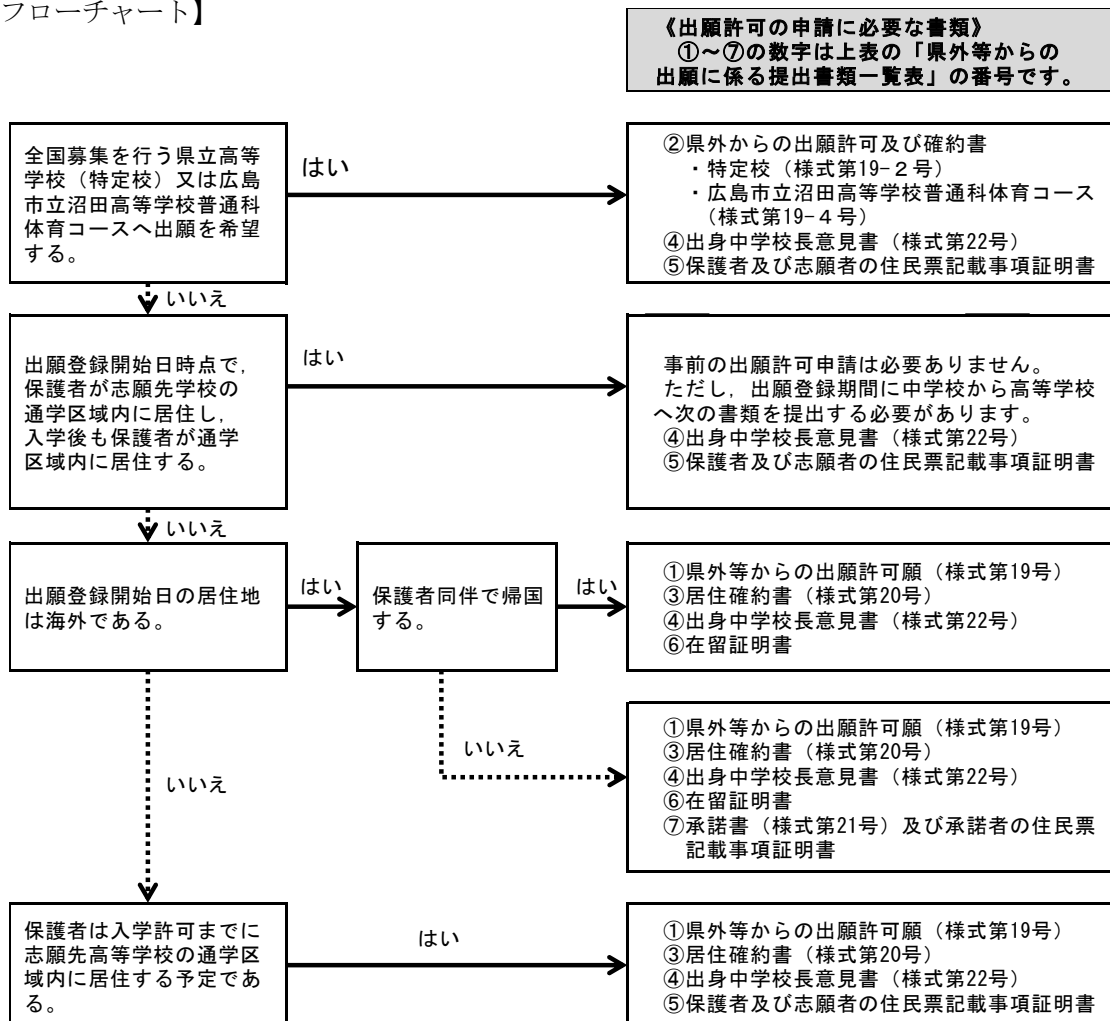 フローチャート】
《出願許可の申請に必要な書類》
①～⑦の数字は上表の「県外等からの
出願に係る提出書類一覧表」の番号です。
全国募集を行う県立高等
学校（特定校）又は広島
市立沼田高等学校普通科
体育コースへ出願を希望
する。
はい
②県外からの出願許可及び確約書
・特定校（様式第19-２号）
・広島市立沼田高等学校普通科体育コース
（様式第19-４号）
④出身中学校長意見書（様式第22号）
⑤保護者及び志願者の住民票記載事項証明書
いいえ
出願登録開始日時点で，
保護者が志願先学校の
通学区域内に居住し，
入学後も保護者が通学
区域内に居住する。
はい
事前の出願許可申請は必要ありません。
ただし，出願登録期間に中学校から高等学校
へ次の書類を提出する必要があります。
④出身中学校長意見書（様式第22号）
⑤保護者及び志願者の住民票記載事項証明書
いいえ
出願登録開始日の居住地
は海外である。
はい
保護者同伴で帰国
する。
はい
①県外等からの出願許可願（様式第19号）
③居住確約書（様式第20号）
④出身中学校長意見書（様式第22号）
⑥在留証明書
いいえ
①県外等からの出願許可願（様式第19号）
③居住確約書（様式第20号）
④出身中学校長意見書（様式第22号）
⑥在留証明書
⑦承諾書（様式第21号）及び承諾者の住民票
記載事項証明書
いいえ
保護者は入学許可までに
志願先高等学校の通学区
域内に居住する予定であ
る。
はい
①県外等からの出願許可願（様式第19号）
③居住確約書（様式第20号）
④出身中学校長意見書（様式第22号）
⑤保護者及び志願者の住民票記載事項証明書